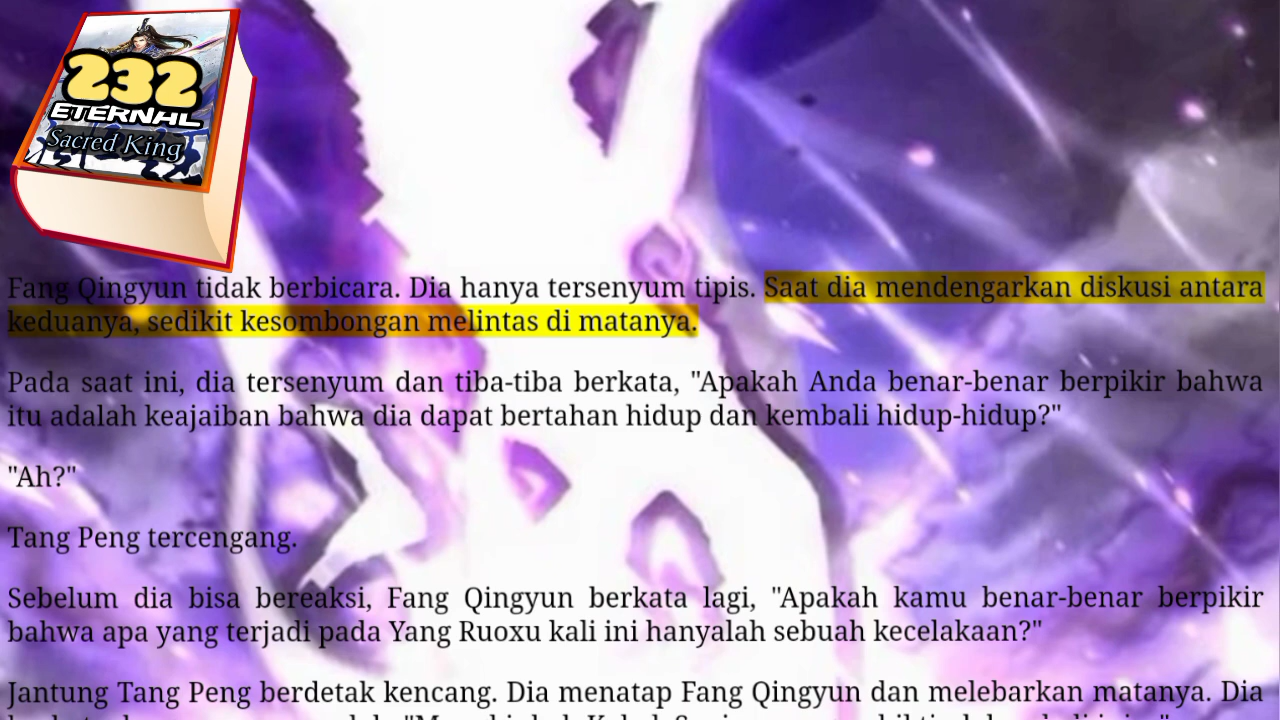 232
ETERNAL
Sacred King
Fang Qingyun tidak berbicara. Dia hanya tersenyum tipis. Saat dia mendengarkan diskusi antara
keduanya, sedikit kesombongan melintas di matanya.
Pada saat ini, dia tersenyum dan tiba-tiba berkata, "Apakah Anda benar-benar berpikir bahwa
itu adalah keajaiban bahwa dia dapat bertahan hidup dan kembali hidup-hidup?"
"Ah?"
Tang Peng tercengang.
Sebelum dia bisa bereaksi, Fang Qingyun berkata lagi, "Apakah kamu benar-benar berpikir
bahwa apa yang terjadi pada Yang Ruoxu kali ini hanyalah sebuah kecelakaan?"
Jantung Tang Peng berdetak kencang. Dia menatap Fang Qingyun dan melebarkan matanya. Dia